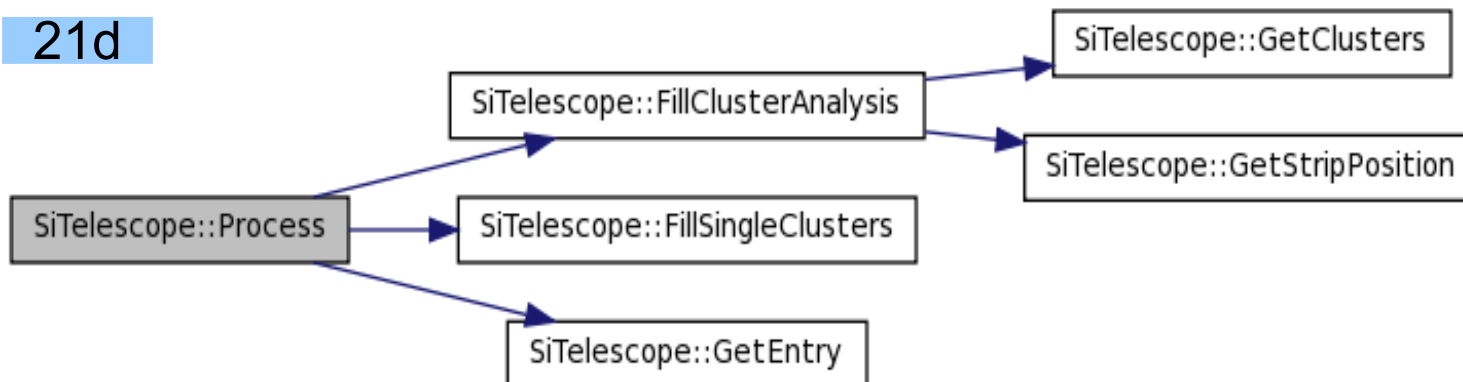 21d
SiTelescope::GetClusters
SiTelescope::FillClusterAnalysis
SiTelescope::GetStripPosition
SiTelescope::Process
SiTelescope::FillSingleClusters
SiTelescope::GetEntry